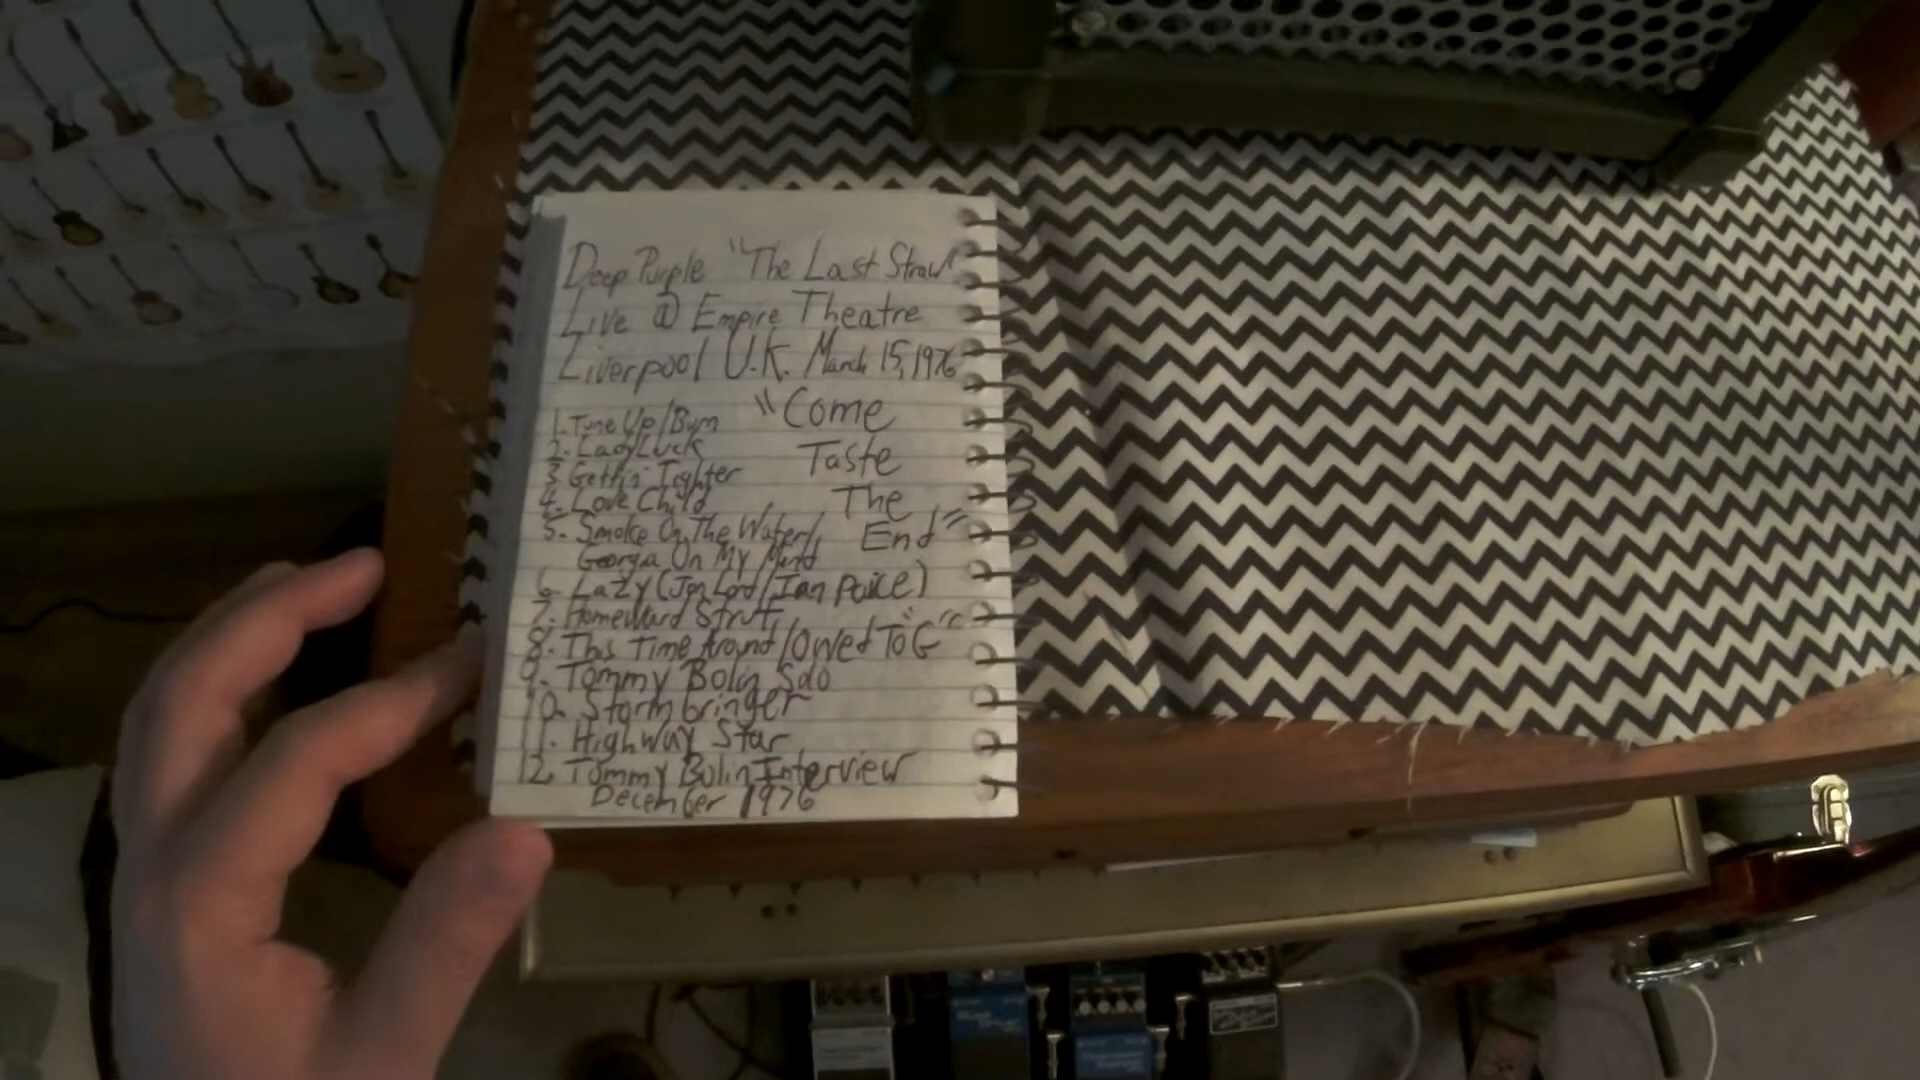 Deep Purple "The Last Straw"
Live @ Empire Theatre
Liverpool U.K. March 15, 1976
"Come
Taste
The
End"
1. Tune Up/Burn
2. Lady Luck
3. Gettin' Tighter
4. Love Child
5. Smoke On The Water/
Georgia On My Mind
6. Lazy (Jon Lord/Ian Paice)
7. Homeward Strut
8. This Time Around/Owed To "G"
9. Tommy Bolin Solo
10. Stormbringer
11. Highway Star
12. Tommy Bolin Interview
December 1976